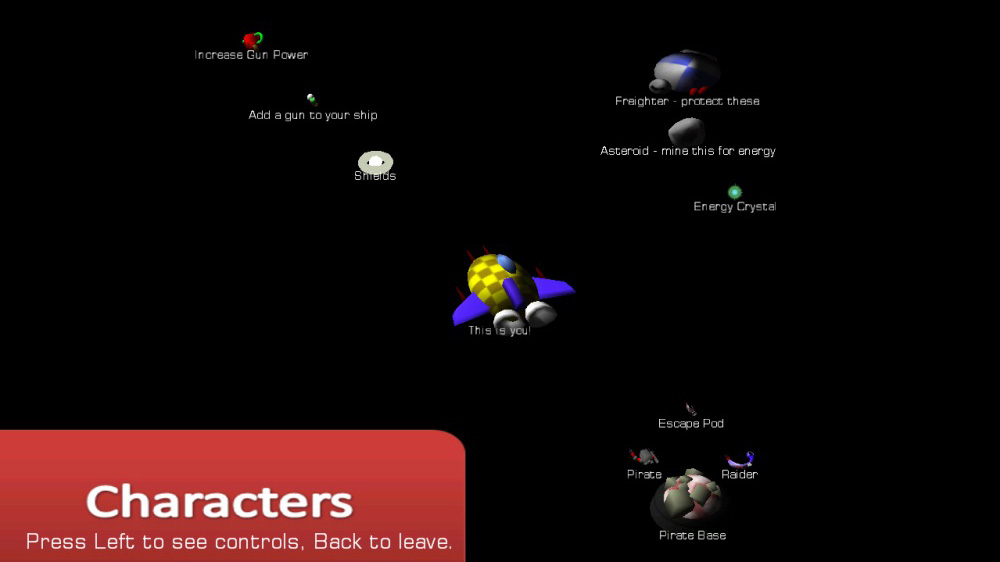 Increase Gun Power
Add a gun to your ship
Shields
Freighter - protect these
Asteroid - mine this for energy
Energy Crystal
This is you!
Escape Pod
Pirate
Raider
Pirate Base
Characters
Press Left to see controls, Back to leave.